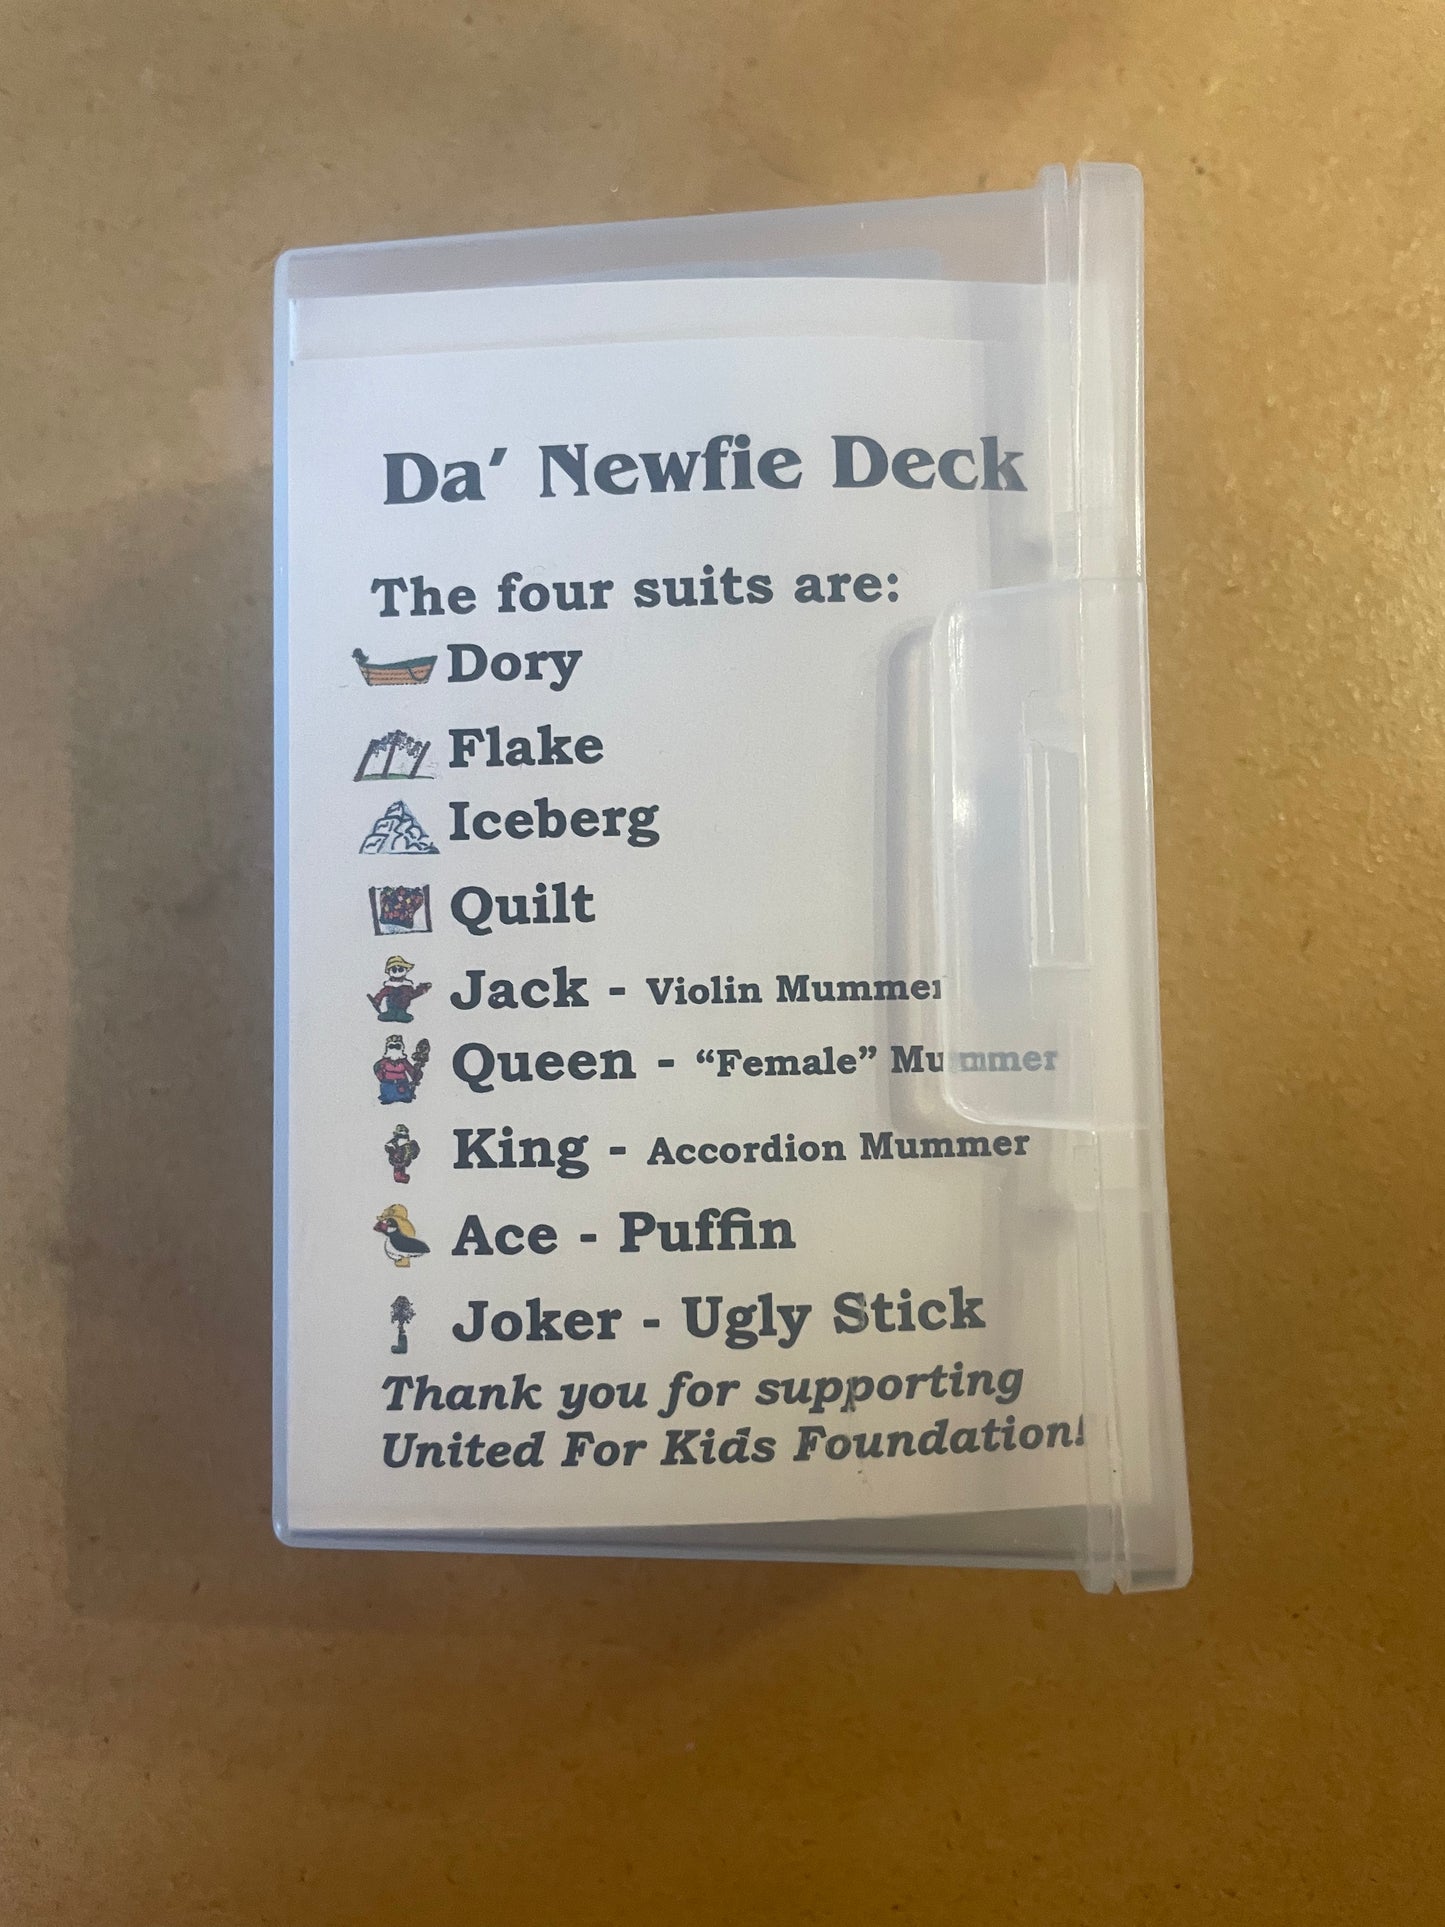 Da' Newfie Deck
The four suits are:
Dory
Flake
Iceberg
Quilt
Jack - Violin Mummer
Queen - “Female” Mummer
King - Accordion Mummer
Ace - Puffin
Joker - Ugly Stick
Thank you for supporting
United For Kids Foundation!